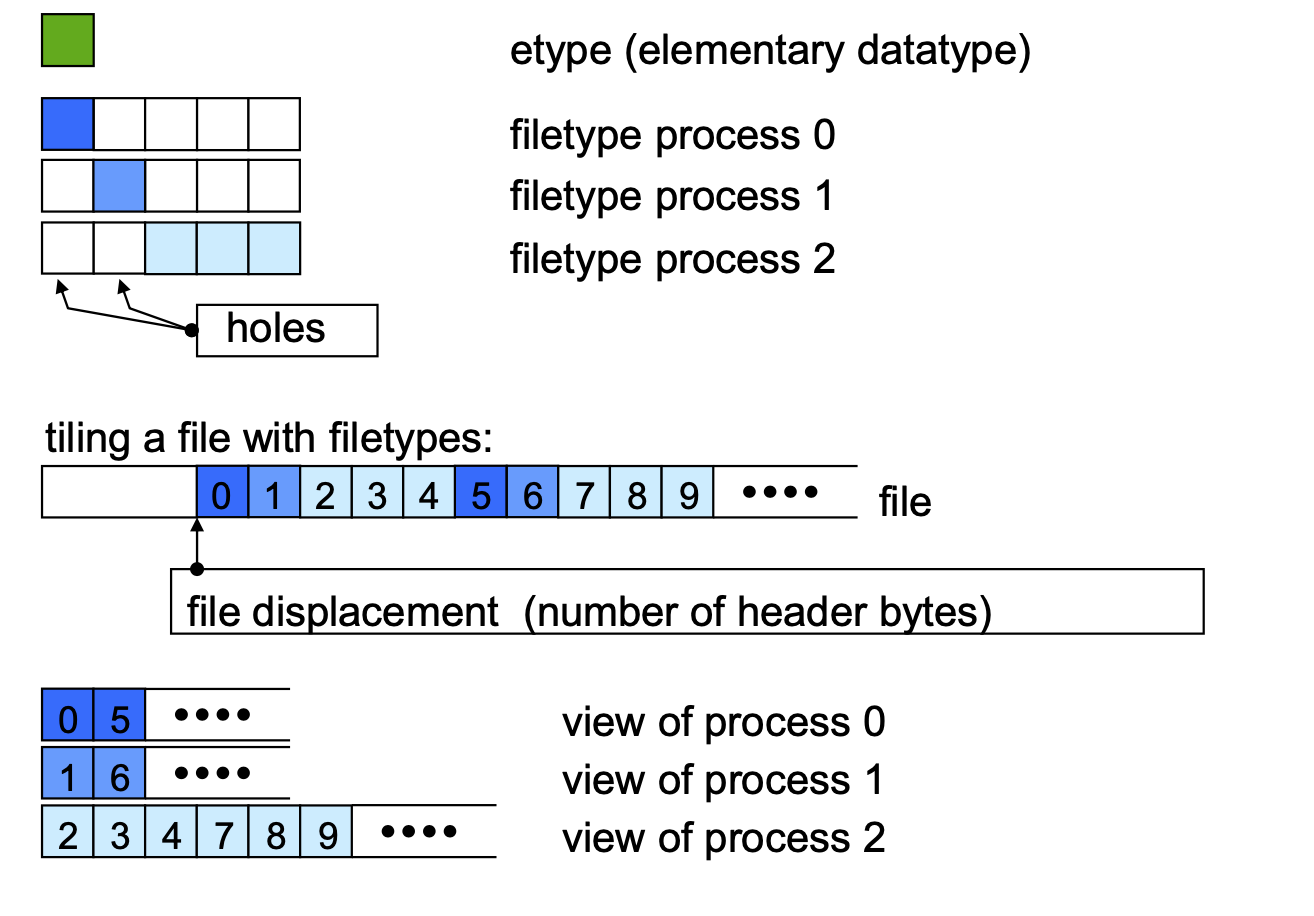 etype (elementary datatype)
filetype process 0
filetype process 1
filetype process 2
holes
tiling a file with filetypes:
0 1 2 3 4 5 6 7 8 9 •••• file
file displacement (number of header bytes)
0 5 •••• view of process 0
1 6 •••• view of process 1
2 3 4 7 8 9 •••• view of process 2